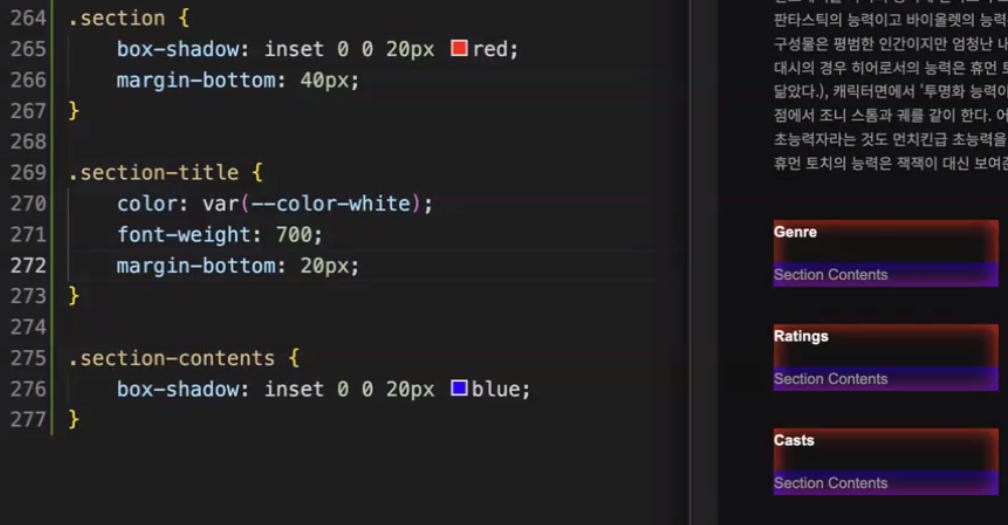 264 .section {
265 box-shadow: inset 0 0 20px red;
266 margin-bottom: 40px;
267 }
268
269 .section-title {
270 color: var(--color-white);
271 font-weight: 700;
272 margin-bottom: 20px;
273 }
274
275 .section-contents {
276 box-shadow: inset 0 0 20px blue;
277 }
판타스틱의 능력이고 바이올렛의 능력
구성물은 평범한 인간이지만 엄청난 내
대시의 경우 히어로서의 능력은 휴먼 토
닮았다.), 캐릭터면에서 '투명화 능력이
점에서 조니 스톰과 궤를 같이 한다. 어
초능력자라는 것도 먼치킨급 초능력을
휴먼 토치의 능력은 잭잭이 대신 보여준
Genre
Section Contents
Ratings
Section Contents
Casts
Section Contents